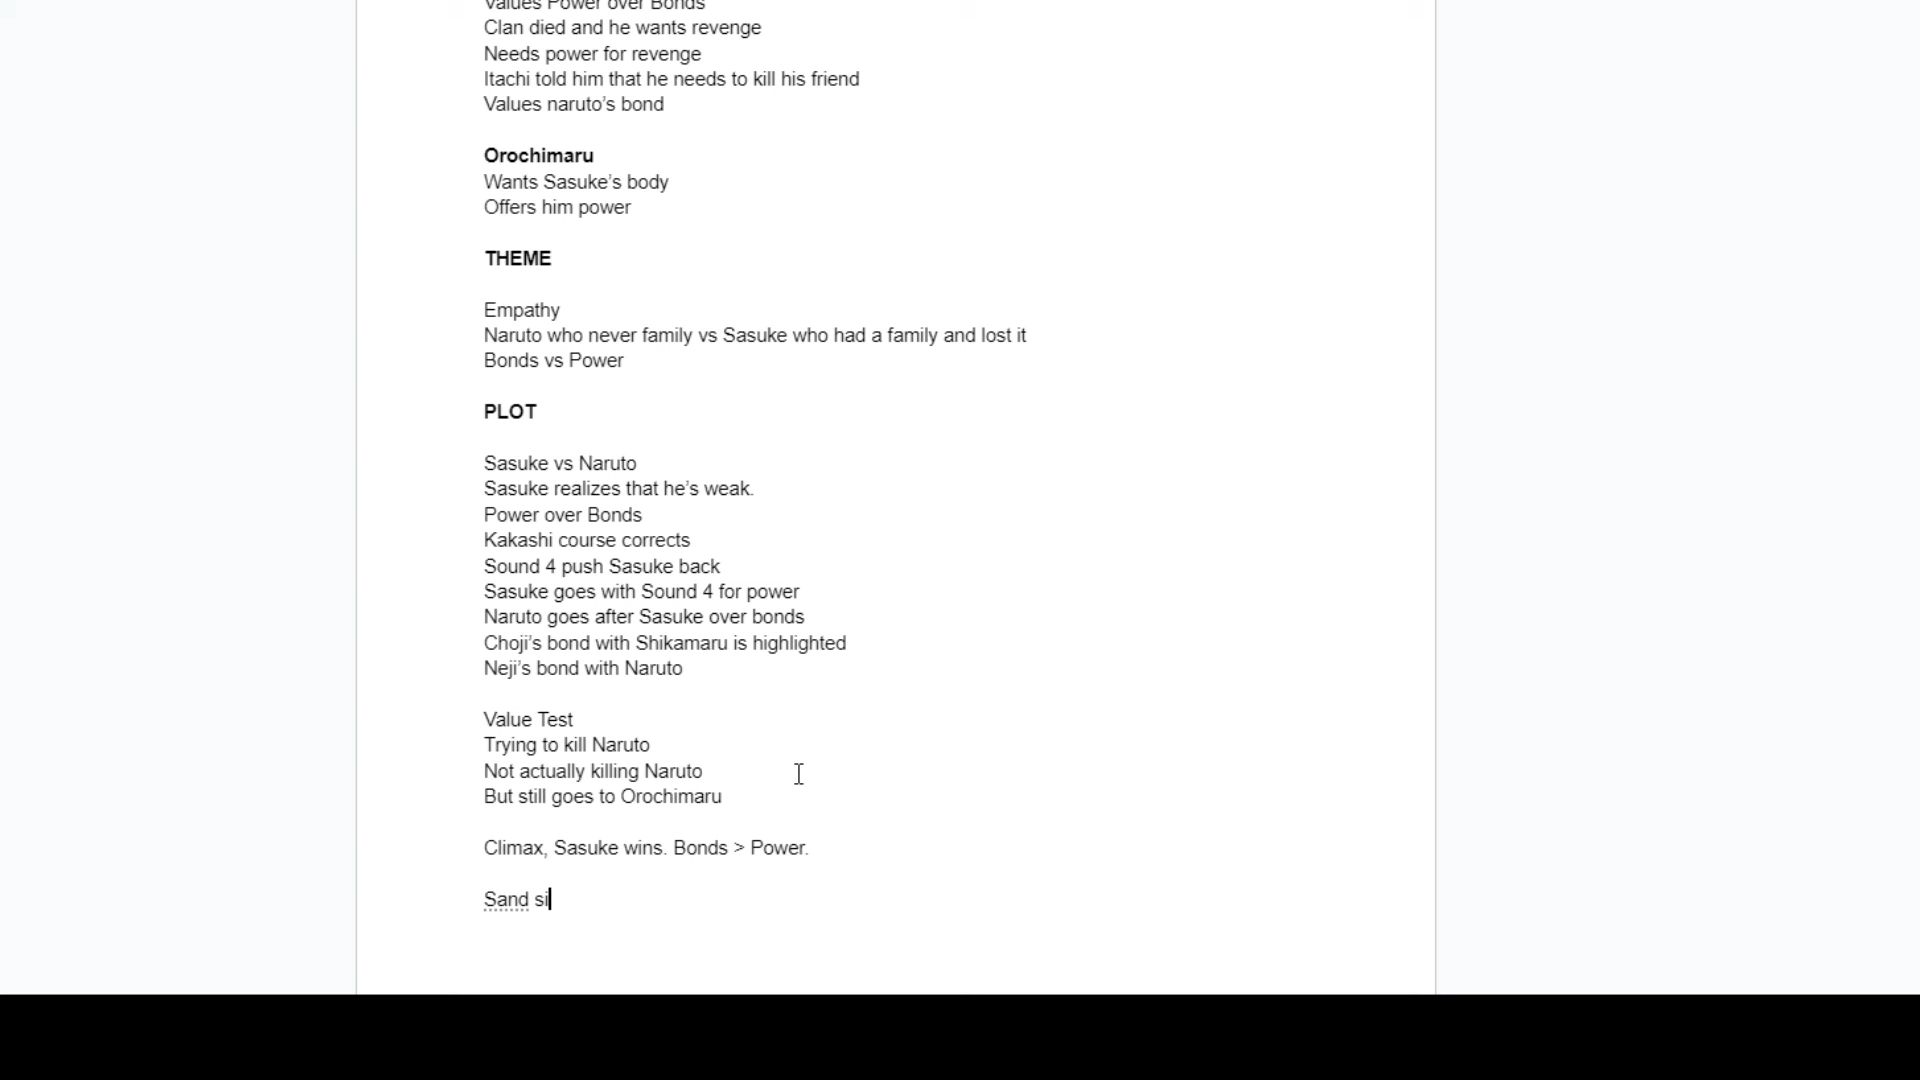 Values Power over Bonds
Clan died and he wants revenge
Needs power for revenge
Itachi told him that he needs to kill his friend
Values naruto's bond
Orochimaru
Wants Sasuke's body
Offers him power
THEME
Empathy
Naruto who never family vs Sasuke who had a family and lost it
Bonds vs Power
PLOT
Sasuke vs Naruto
Sasuke realizes that he's weak.
Power over Bonds
Kakashi course corrects
Sound 4 push Sasuke back
Sasuke goes with Sound 4 for power
Naruto goes after Sasuke over bonds
Choji's bond with Shikamaru is highlighted
Neji's bond with Naruto
Value Test
Trying to kill Naruto
Not actually killing Naruto
But still goes to Orochimaru
Climax, Sasuke wins. Bonds > Power.
Sand si